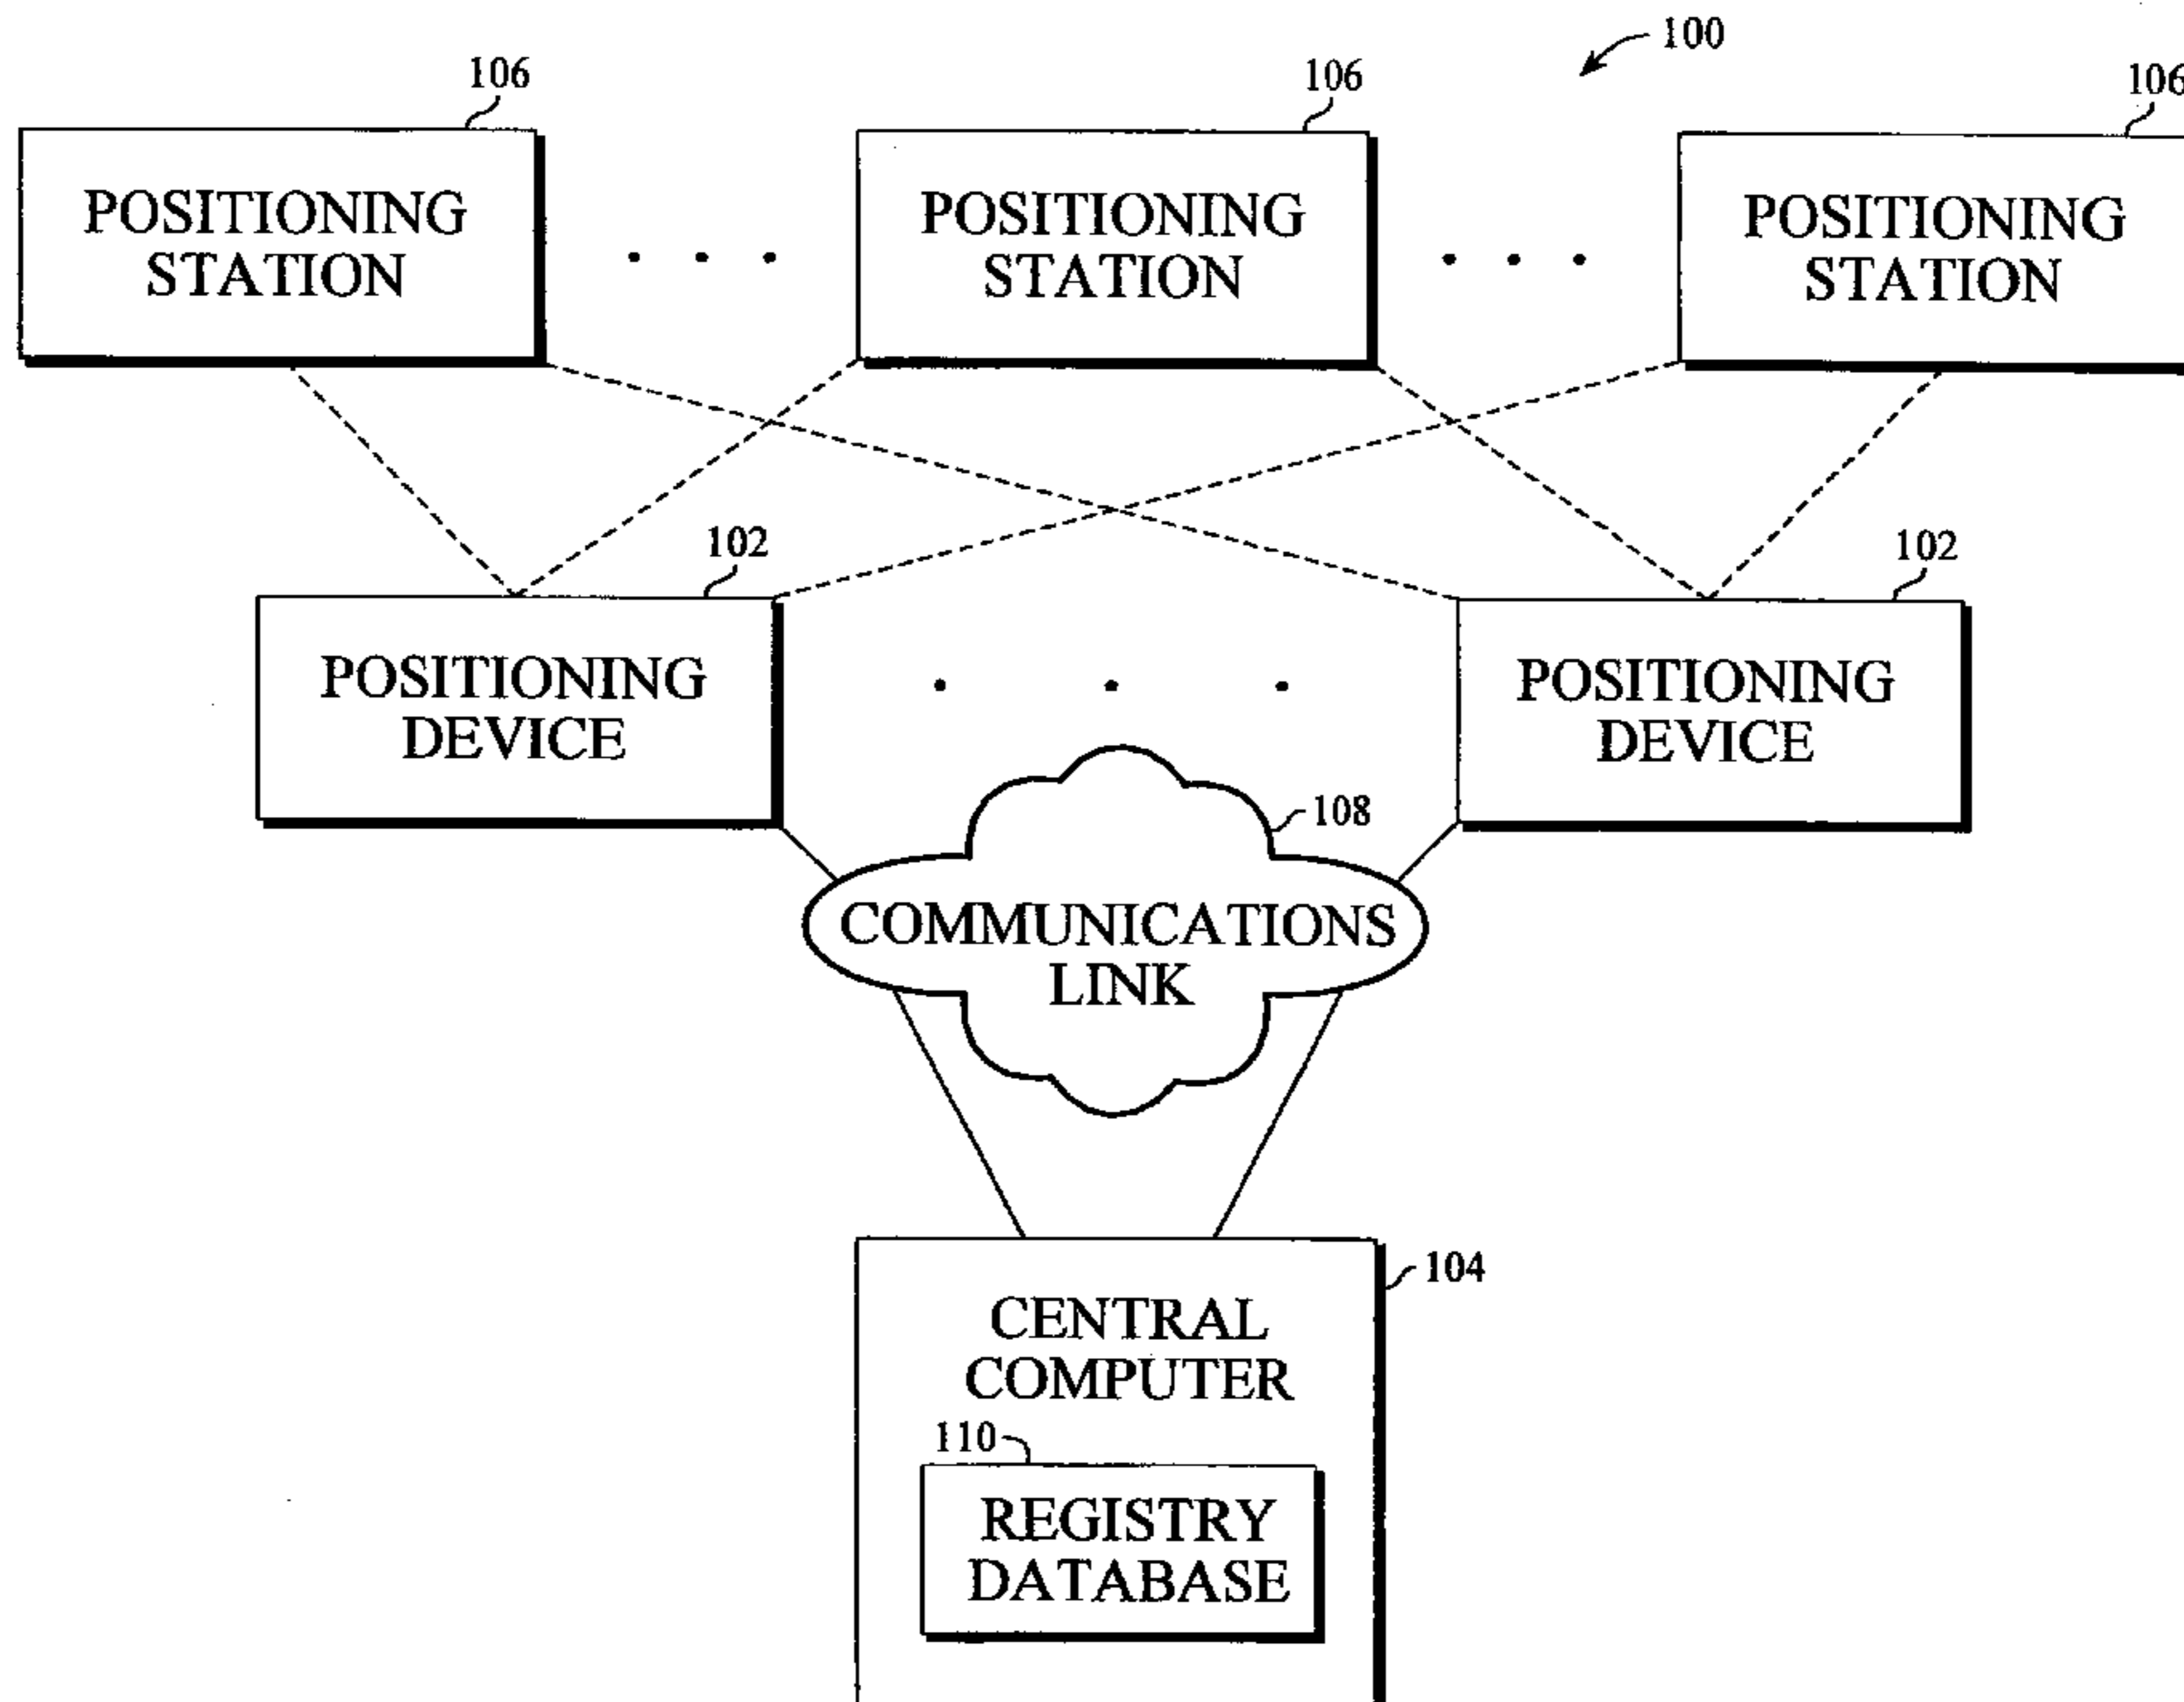 100
106
106
106
POSITIONING
STATION
POSITIONING
STATION
POSITIONING
STATION
102
102
POSITIONING
DEVICE
POSITIONING
DEVICE
108
COMMUNICATIONS
LINK
104
CENTRAL
COMPUTER
110
REGISTRY
DATABASE